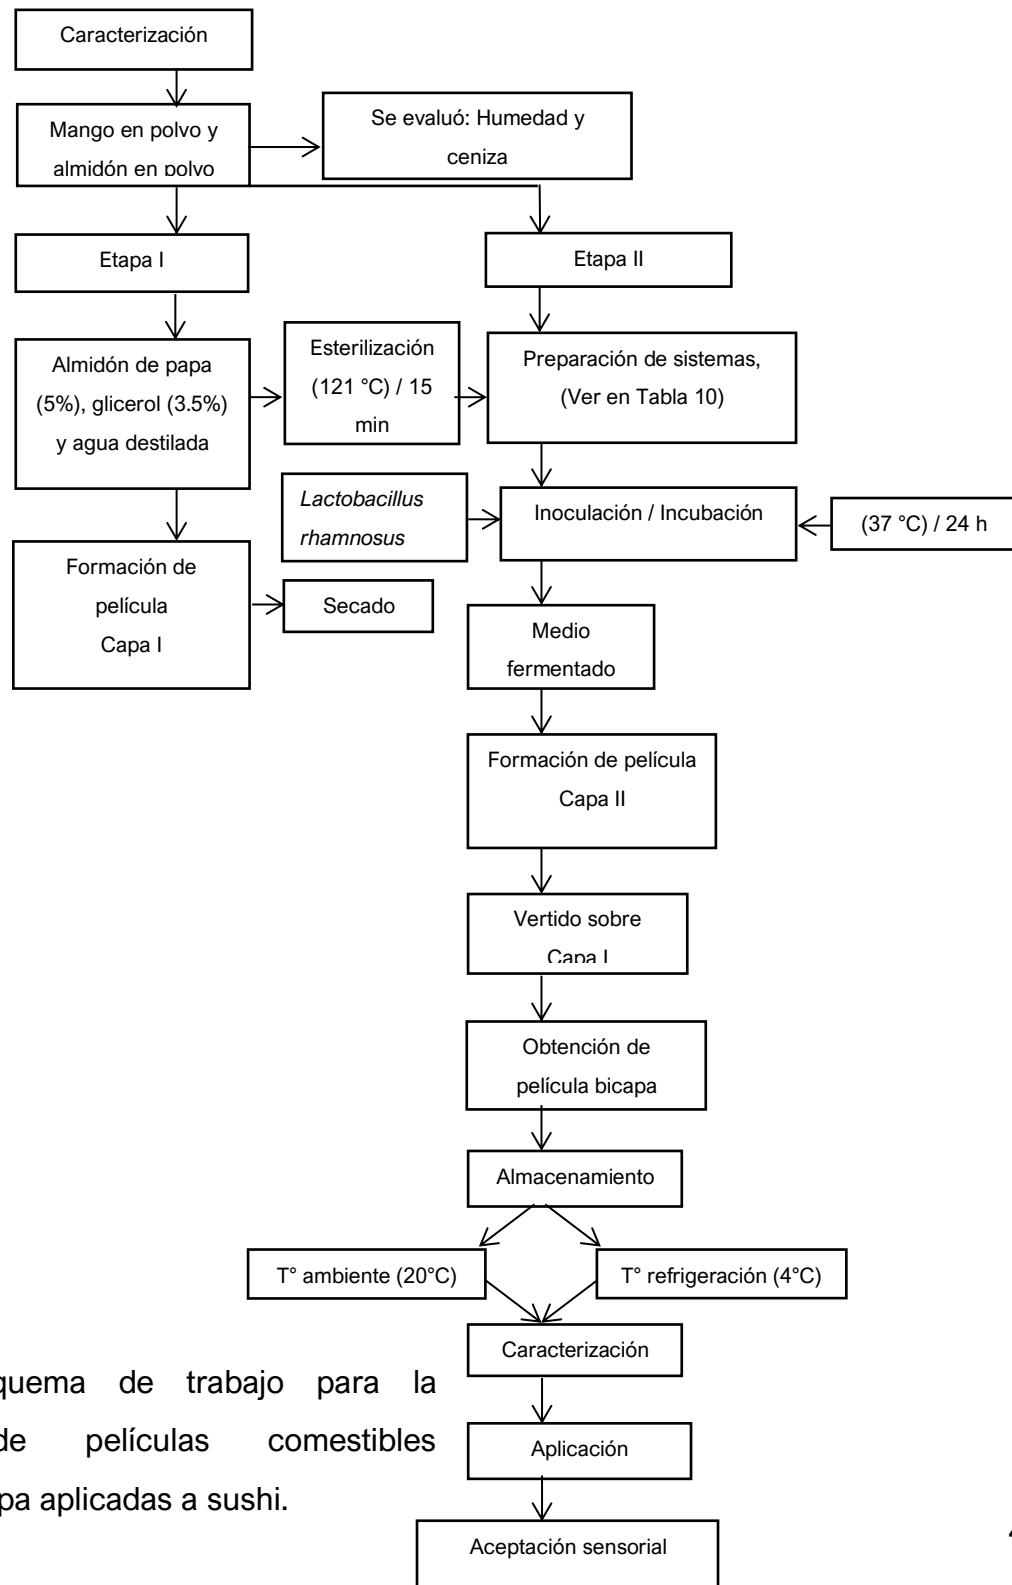 Caracterización
Mango en polvo y
almidón en polvo
Se evaluó: Humedad y
ceniza
Etapa I
Etapa II
Almidón de papa
(5%), glicerol (3.5%)
y agua destilada
Esterilización
(121 °C) / 15
min
Preparación de sistemas,
(Ver en Tabla 10)
Lactobacillus
rhamnosus
Inoculación / Incubación
(37 °C) / 24 h
Formación de
película
Capa I
Secado
Medio
fermentado
Formación de película
Capa II
Vertido sobre
Capa I
Obtención de
película bicapa
Almacenamiento
T° ambiente (20°C)
T° refrigeración (4°C)
Caracterización
Aplicación
Aceptación sensorial
quema de trabajo para la
de películas comestibles
pa aplicadas a sushi.